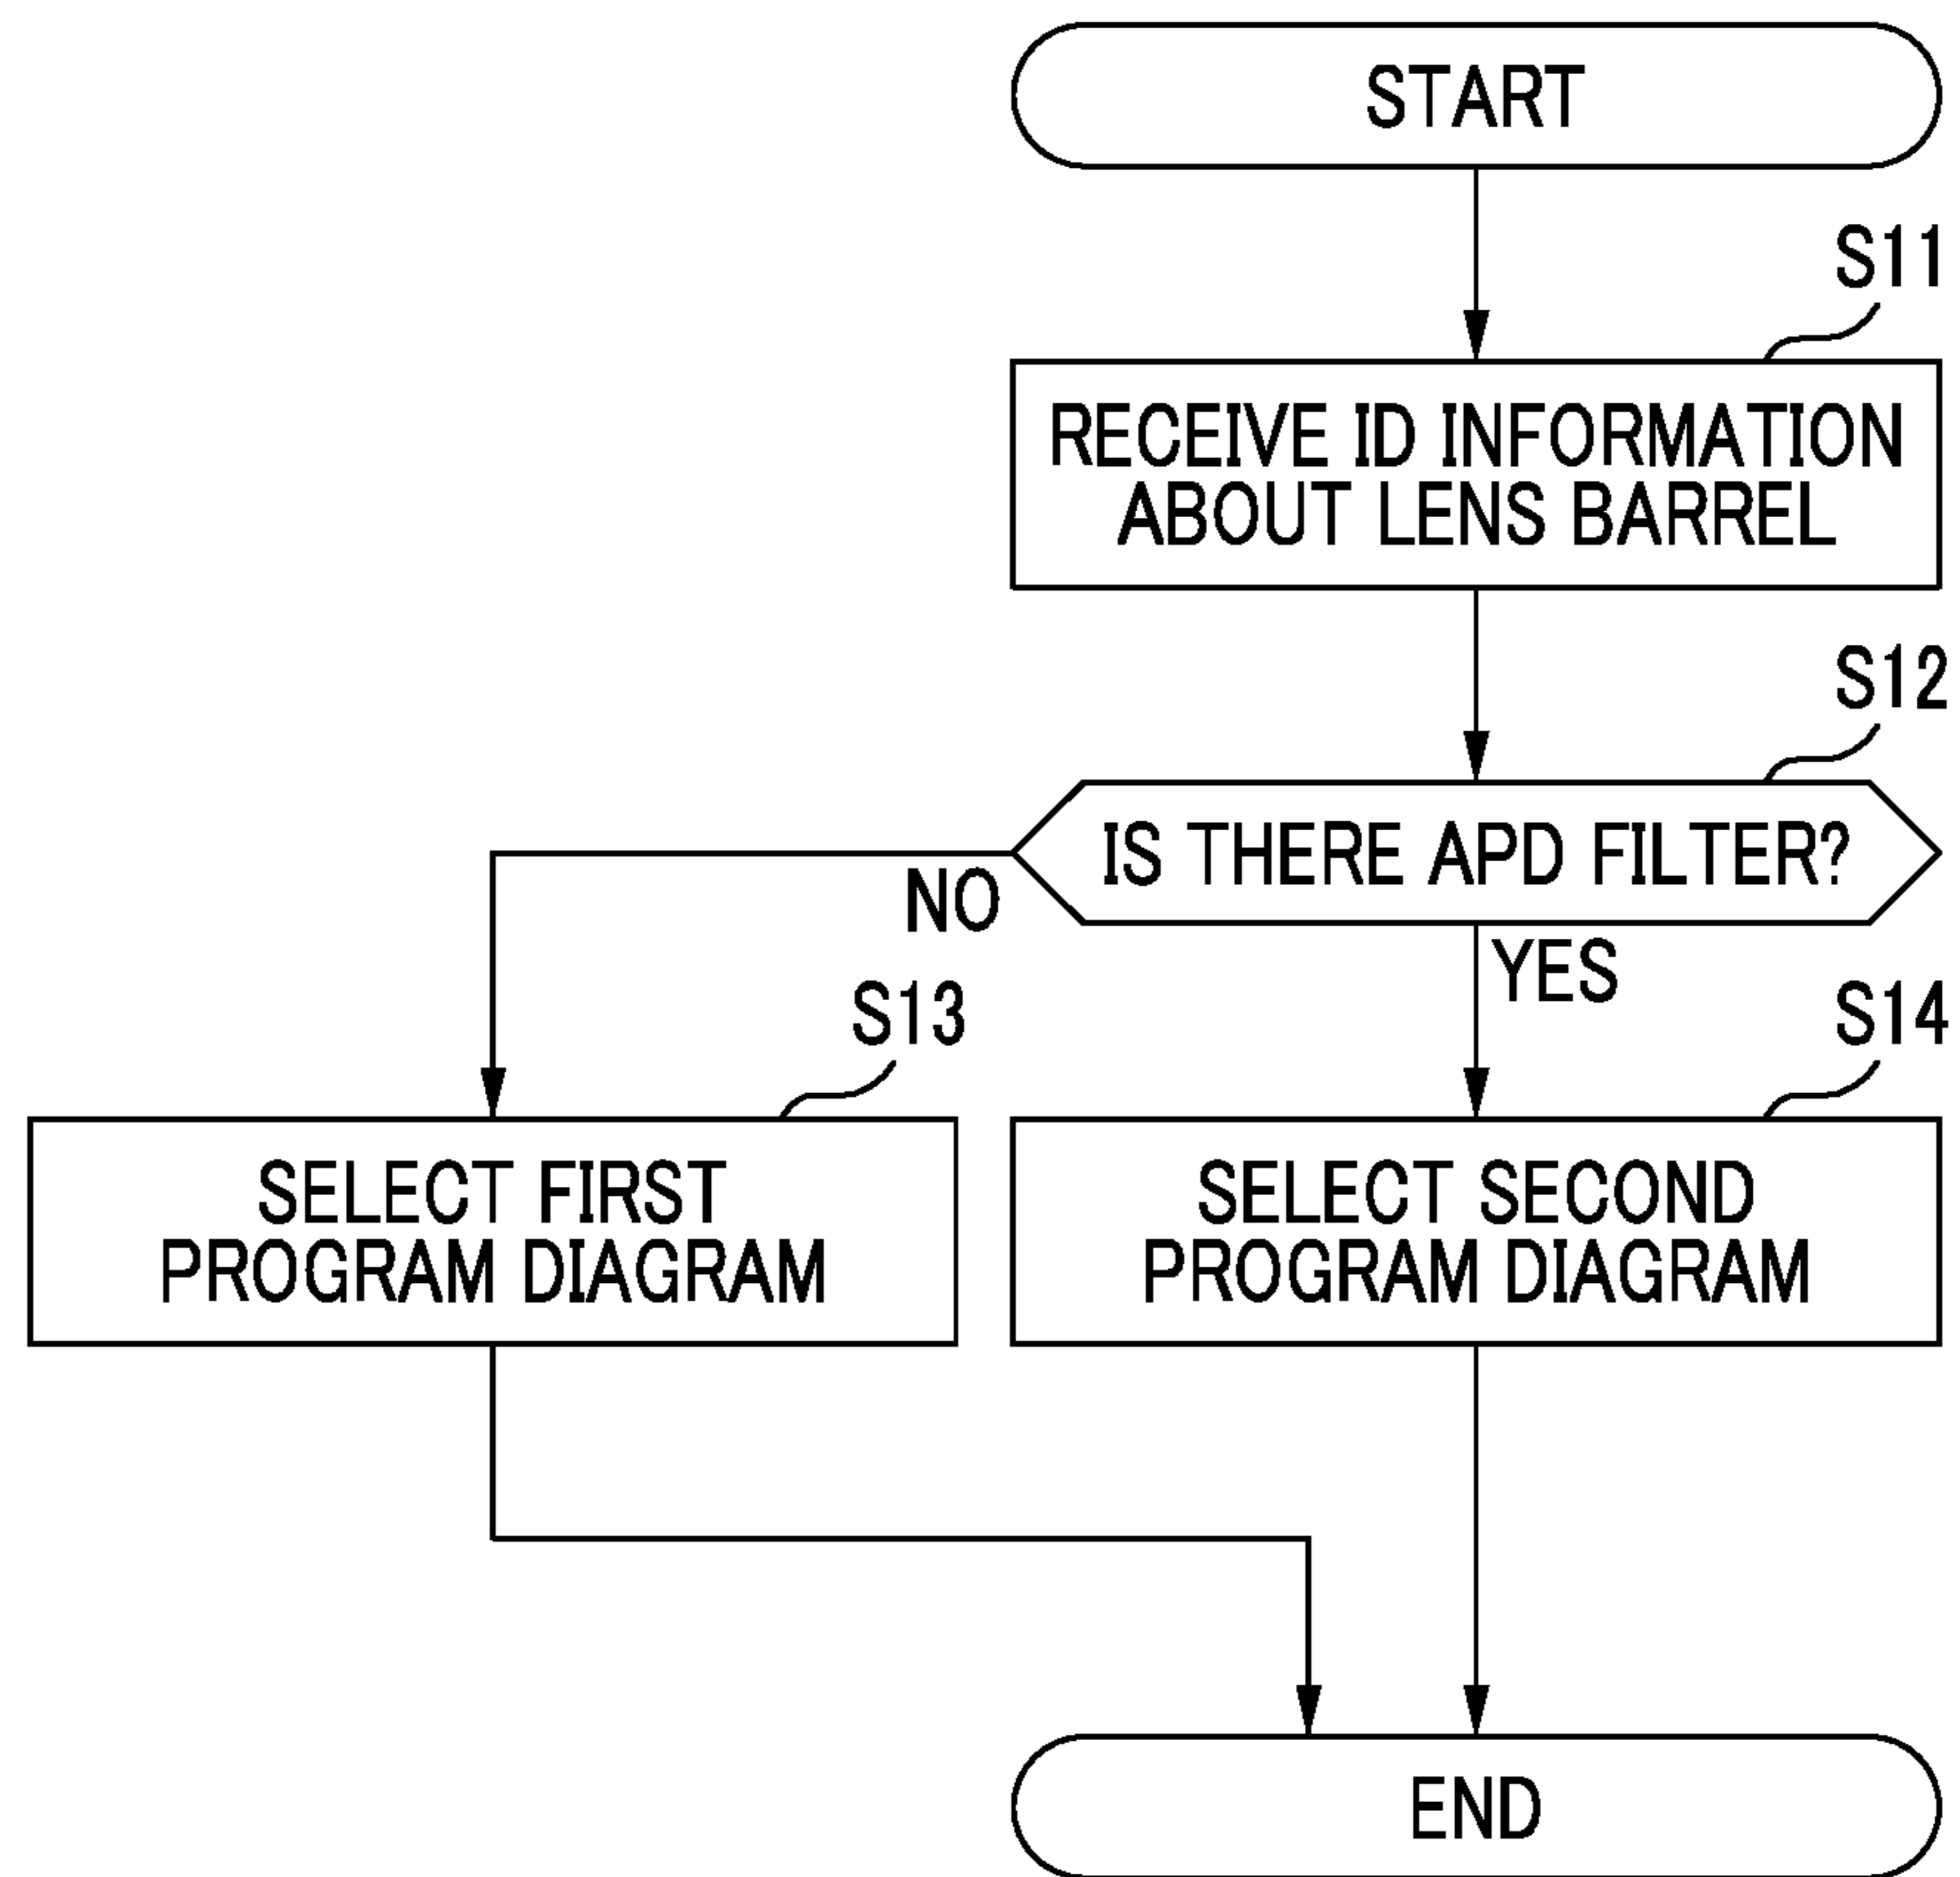 START
S11
RECEIVE ID INFORMATION
ABOUT LENS BARREL
S12
IS THERE APD FILTER?
NO
YES
S13
S14
SELECT FIRST
PROGRAM DIAGRAM
SELECT SECOND
PROGRAM DIAGRAM
END